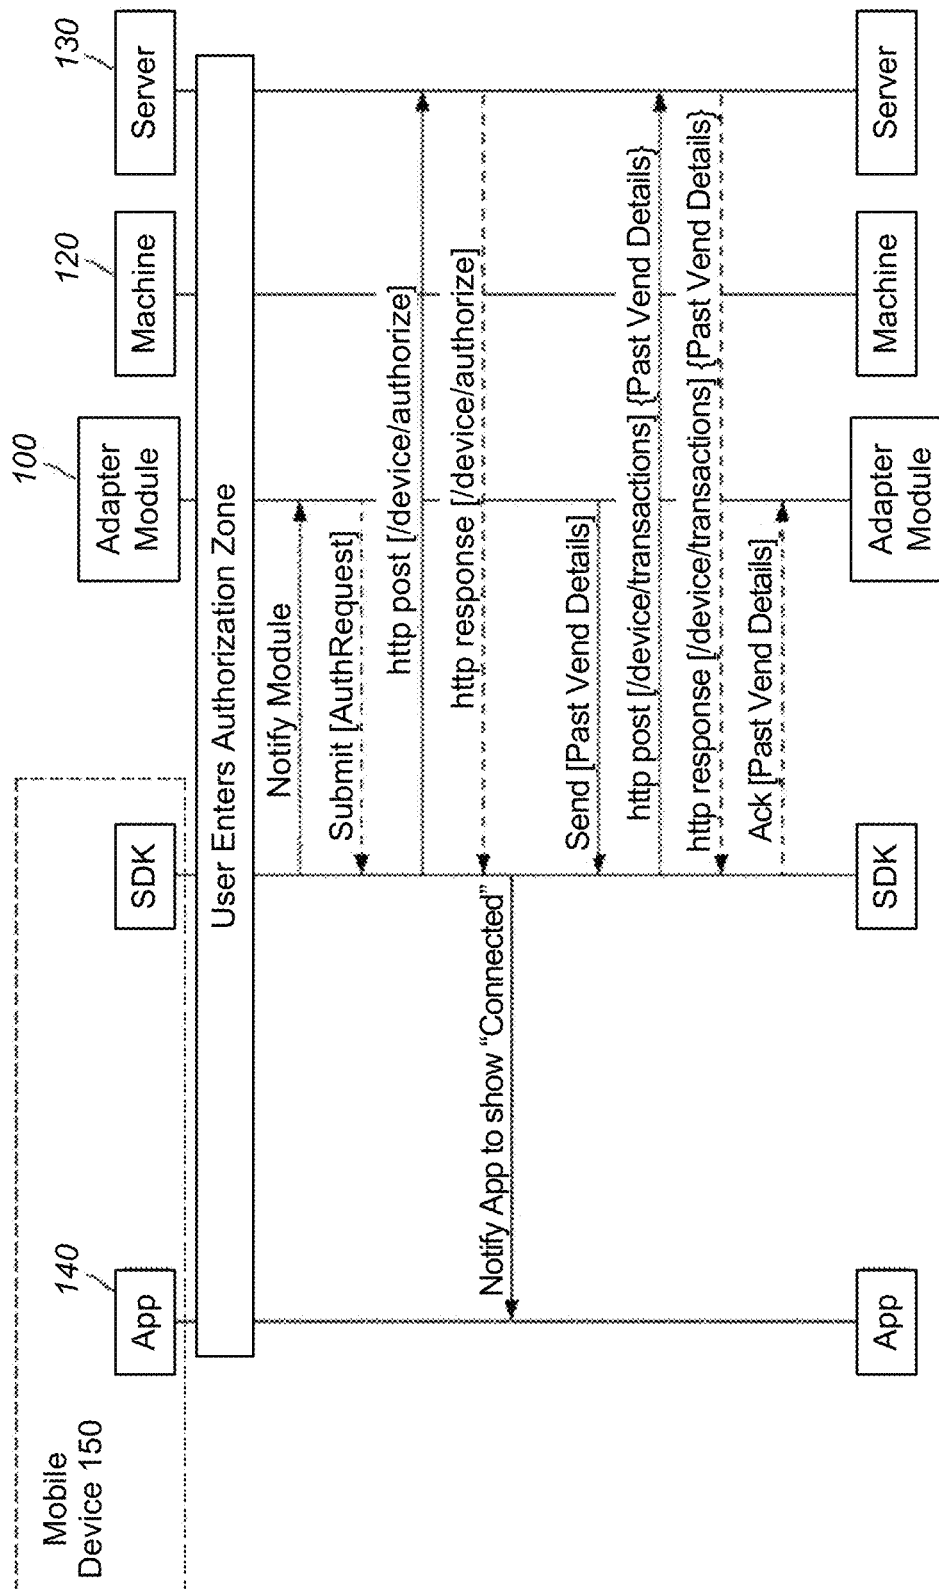 Mobile
Device 150
140
100
120
130
App
SDK
Adapter
Module
Machine
Server
User Enters Authorization Zone
Notify Module
Submit [AuthRequest]
http post [/device/authorize]
http response [/device/authorize]
Notify App to show “Connected”
Send [Past Vend Details]
http post [/device/transactions] {Past Vend Details}
http response [/device/transactions] {Past Vend Details}
Ack [Past Vend Details]
App
SDK
Adapter
Module
Machine
Server